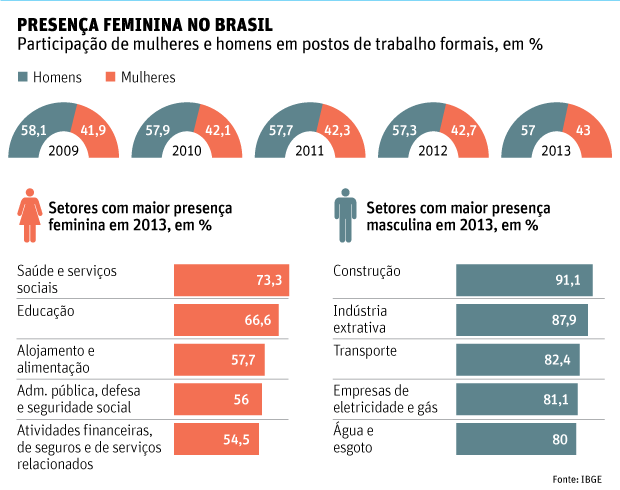 PRESENÇA FEMININA NO BRASIL
Participação de mulheres e homens em postos de trabalho formais, em %
Homens
Mulheres
58,1
41,9
2009
57,9
42,1
2010
57,7
42,3
2011
57,3
42,7
2012
57
43
2013
Setores com maior presença
feminina em 2013, em %
Saúde e serviços
sociais
73,3
Educação
66,6
Alojamento e
alimentação
57,7
Adm. pública, defesa
e seguridade social
56
Atividades financeiras,
de seguros e de serviços
relacionados
54,5
Setores com maior presença
masculina em 2013, em %
Construção
91,1
Indústria
extrativa
87,9
Transporte
82,4
Empresas de
eletricidade e gás
81,1
Água e
esgoto
80
Fonte: IBGE